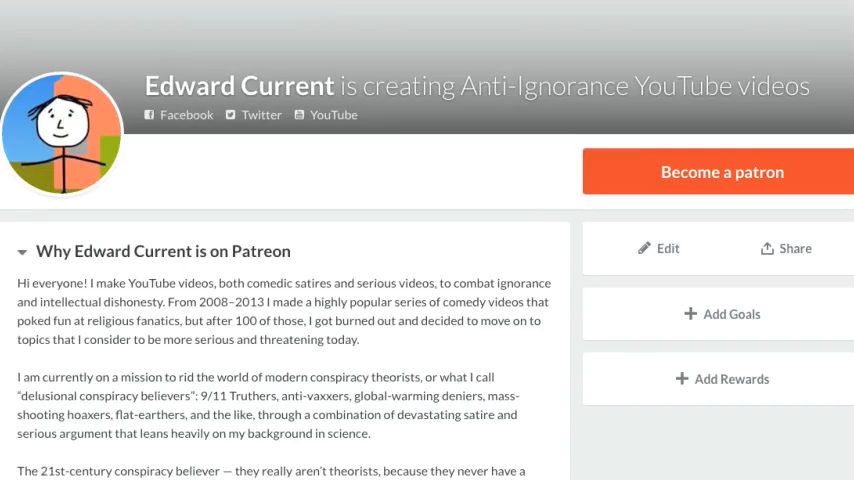 Edward Current is creating Anti-Ignorance YouTube videos
Facebook Twitter YouTube
Become a patron
Why Edward Current is on Patreon
Edit Share
Hi everyone! I make YouTube videos, both comedic satires and serious videos, to combat ignorance
and intellectual dishonesty. From 2008–2013 I made a highly popular series of comedy videos that
poked fun at religious fanatics, but after 100 of those, I got burned out and decided to move on to
topics that I consider to be more serious and threatening today.
Add Goals
I am currently on a mission to rid the world of modern conspiracy theorists, or what I call
"delusional conspiracy believers": 9/11 Truthers, anti-vaxxers, global-warming deniers, mass-
shooting hoaxers, flat-earthers, and the like, through a combination of devastating satire and
serious argument that leans heavily on my background in science.
Add Rewards
The 21st-century conspiracy believer — they really aren't theorists, because they never have a